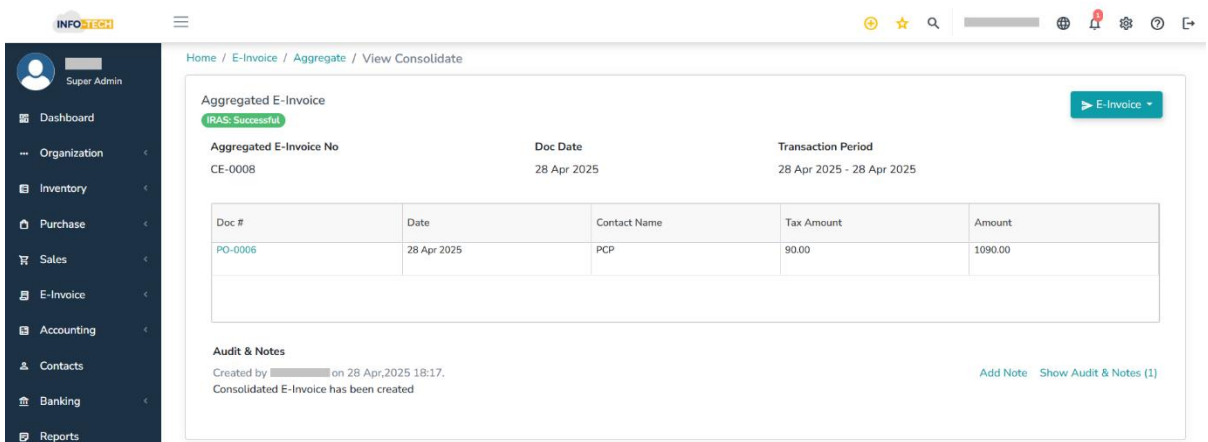 INFO-TECH
1
Super Admin
Dashboard
Organization
Inventory
Purchase
Sales
E-Invoice
Accounting
Contacts
Banking
Reports
Home / E-Invoice / Aggregate / View Consolidate
Aggregated E-Invoice
E-Invoice
IRAS: Successful
Aggregated E-Invoice No Doc Date Transaction Period
CE-0008 28 Apr 2025 28 Apr 2025 - 28 Apr 2025
Doc # Date Contact Name Tax Amount Amount
PO-0006 28 Apr 2025 PCP 90.00 1090.00
Audit & Notes
Created by on 28 Apr,2025 18:17.
Add Note Show Audit & Notes (1)
Consolidated E-Invoice has been created